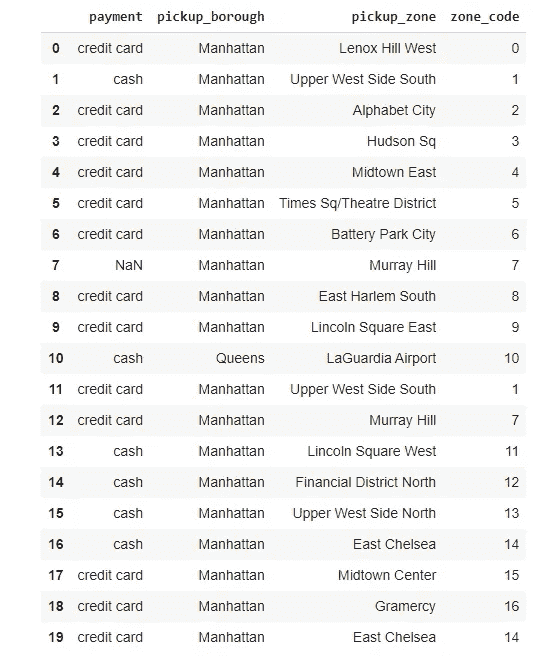 payment pickup_borough pickup_zone zone_code
0 credit card Manhattan Lenox Hill West 0
1 cash Manhattan Upper West Side South 1
2 credit card Manhattan Alphabet City 2
3 credit card Manhattan Hudson Sq 3
4 credit card Manhattan Midtown East 4
5 credit card Manhattan Times Sq/Theatre District 5
6 credit card Manhattan Battery Park City 6
7 NaN Manhattan Murray Hill 7
8 credit card Manhattan East Harlem South 8
9 credit card Manhattan Lincoln Square East 9
10 cash Queens LaGuardia Airport 10
11 credit card Manhattan Upper West Side South 1
12 credit card Manhattan Murray Hill 7
13 cash Manhattan Lincoln Square West 11
14 cash Manhattan Financial District North 12
15 cash Manhattan Upper West Side North 13
16 cash Manhattan East Chelsea 14
17 credit card Manhattan Midtown Center 15
18 credit card Manhattan Gramercy 16
19 credit card Manhattan East Chelsea 14